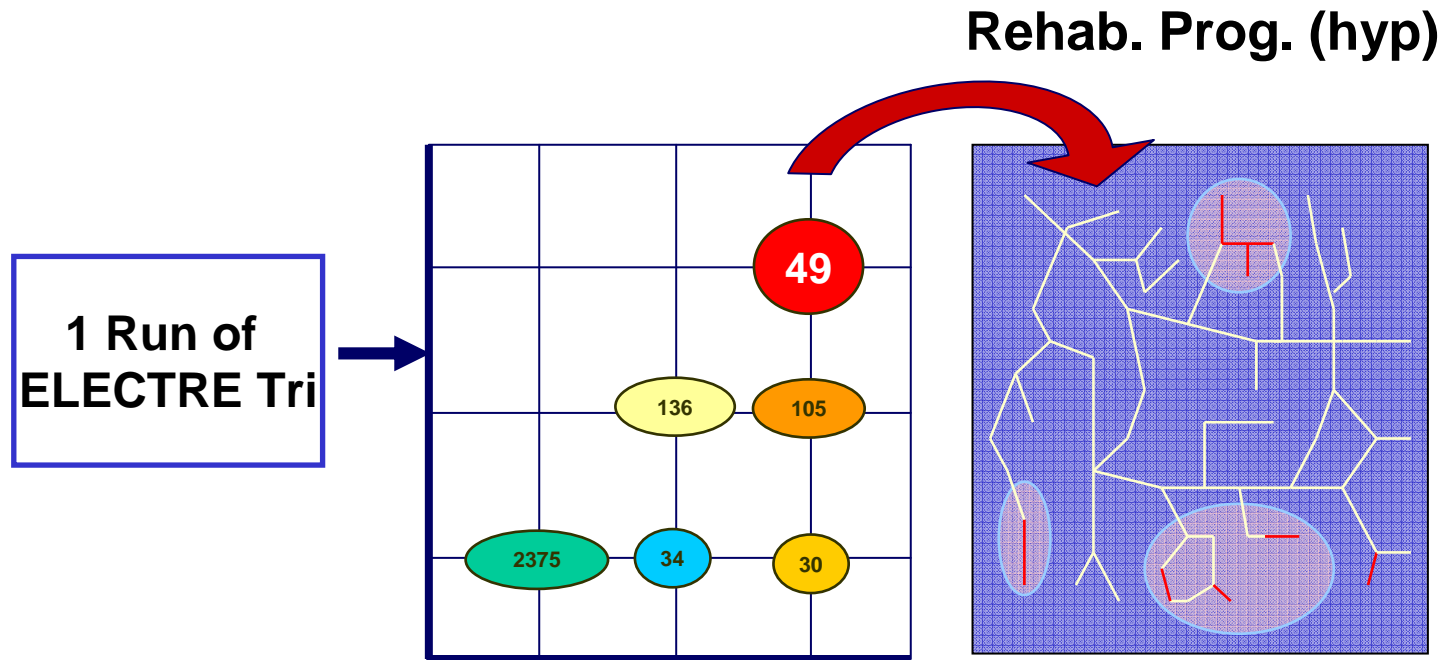 Rehab. Prog. (hyp)
1 Run of
ELECTRE Tri
49
136
105
2375
34
30